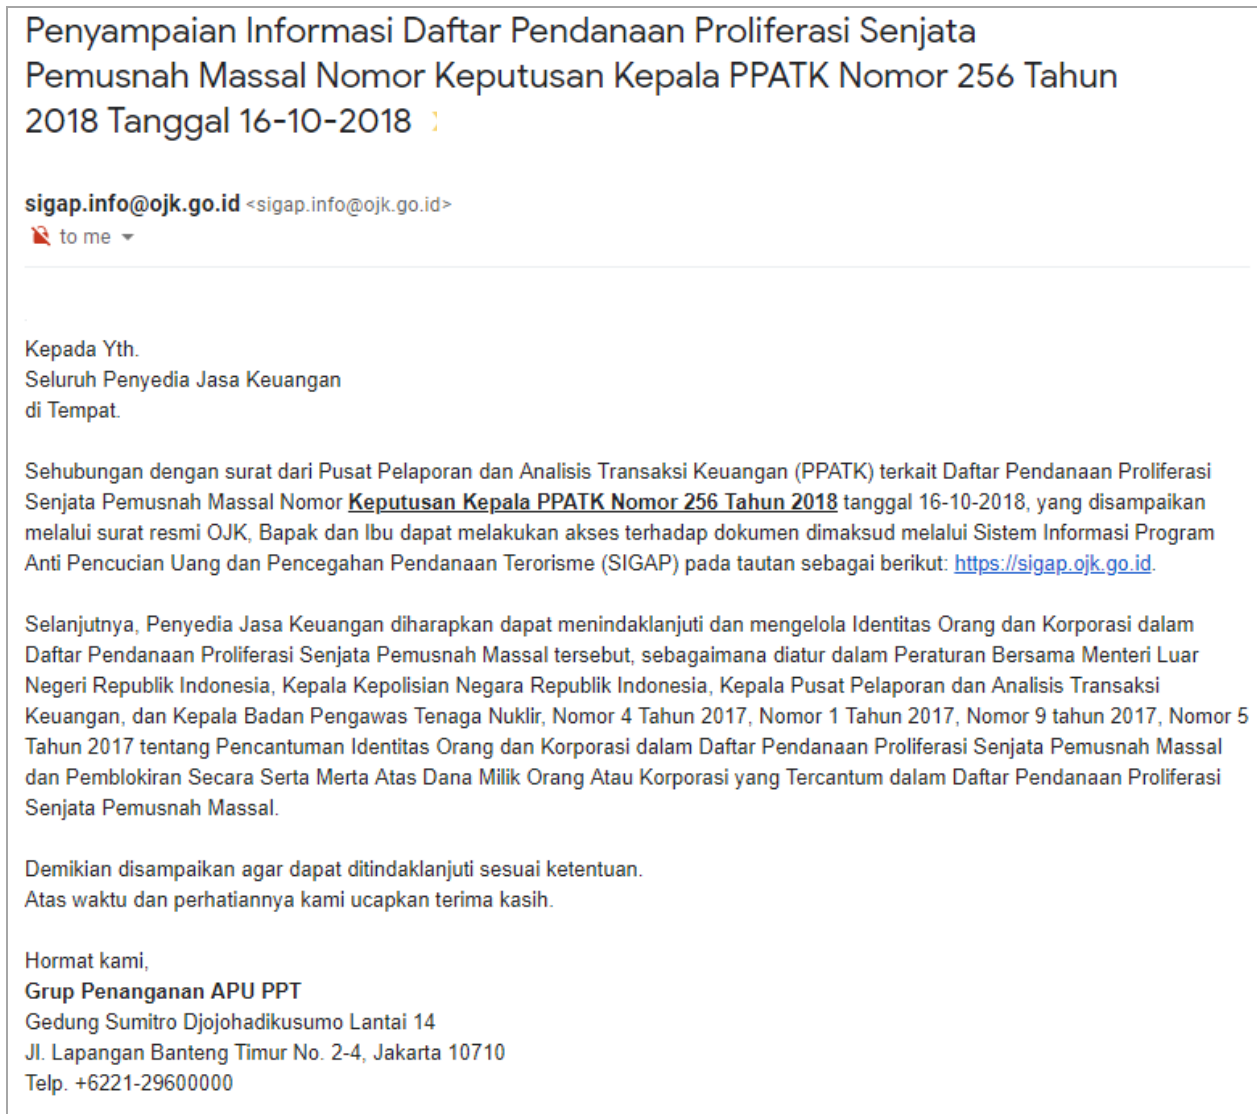 Penyampaian Informasi Daftar Pendanaan Proliferasi Senjata
Pemusnah Massal Nomor Keputusan Kepala PPATK Nomor 256 Tahun
2018 Tanggal 16-10-2018
sigap.info@ojk.go.id <sigap.info@ojk.go.id>
to me
Kepada Yth.
Seluruh Penyedia Jasa Keuangan
di Tempat.
Sehubungan dengan surat dari Pusat Pelaporan dan Analisis Transaksi Keuangan (PPATK) terkait Daftar Pendanaan Proliferasi
Senjata Pemusnah Massal Nomor Keputusan Kepala PPATK Nomor 256 Tahun 2018 tanggal 16-10-2018, yang disampaikan
melalui surat resmi OJK, Bapak dan Ibu dapat melakukan akses terhadap dokumen dimaksud melalui Sistem Informasi Program
Anti Pencucian Uang dan Pencegahan Pendanaan Terorisme (SIGAP) pada tautan sebagai berikut: https://sigap.ojk.go.id.
Selanjutnya, Penyedia Jasa Keuangan diharapkan dapat menindaklanjuti dan mengelola Identitas Orang dan Korporasi dalam
Daftar Pendanaan Proliferasi Senjata Pemusnah Massal tersebut, sebagaimana diatur dalam Peraturan Bersama Menteri Luar
Negeri Republik Indonesia, Kepala Kepolisian Negara Republik Indonesia, Kepala Pusat Pelaporan dan Analisis Transaksi
Keuangan, dan Kepala Badan Pengawas Tenaga Nuklir, Nomor 4 Tahun 2017, Nomor 1 Tahun 2017, Nomor 9 tahun 2017, Nomor 5
Tahun 2017 tentang Pencantuman Identitas Orang dan Korporasi dalam Daftar Pendanaan Proliferasi Senjata Pemusnah Massal
dan Pemblokiran Secara Serta Merta Atas Dana Milik Orang Atau Korporasi yang Tercantum dalam Daftar Pendanaan Proliferasi
Senjata Pemusnah Massal.
Demikian disampaikan agar dapat ditindaklanjuti sesuai ketentuan.
Atas waktu dan perhatiannya kami ucapkan terima kasih.
Hormat kami,
Grup Penanganan APU PPT
Gedung Sumitro Djojohadikusumo Lantai 14
Jl. Lapangan Banteng Timur No. 2-4, Jakarta 10710
Telp. +6221-29600000